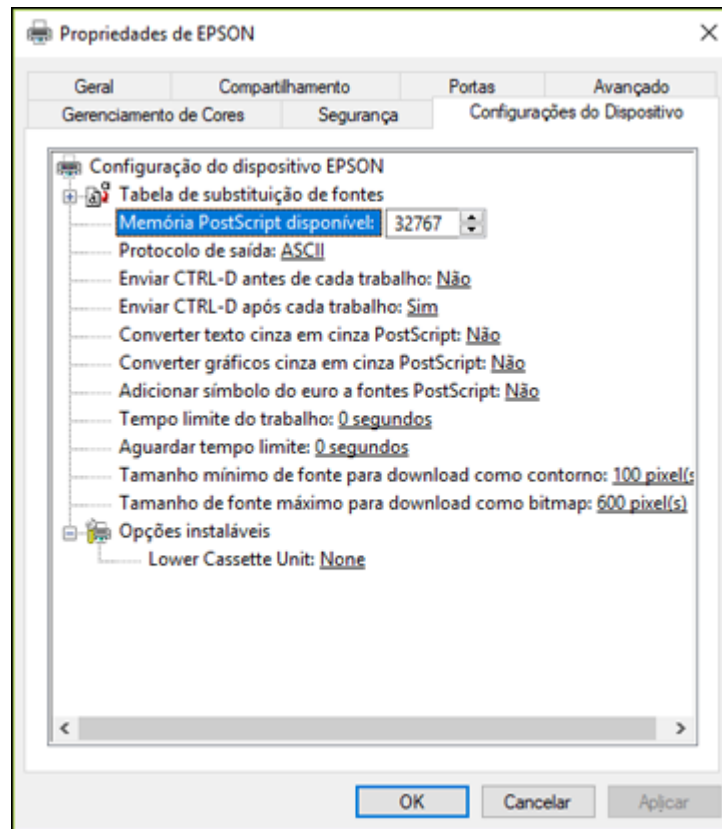 Propriedades de EPSON
Geral Compartilhamento Portas Avançado
Gerenciamento de Cores Segurança Configurações do Dispositivo
Configuração do dispositivo EPSON
Tabela de substituição de fontes
Memória PostScript disponível: 32767
Protocolo de saída: ASCII
Enviar CTRL-D antes de cada trabalho: Não
Enviar CTRL-D após cada trabalho: Sim
Converter texto cinza em cinza PostScript: Não
Converter gráficos cinza em cinza PostScript: Não
Adicionar símbolo do euro a fontes PostScript: Não
Tempo limite do trabalho: 0 segundos
Aguardar tempo limite: 0 segundos
Tamanho mínimo de fonte para download como contorno: 100 pixel(s
Tamanho de fonte máximo para download como bitmap: 600 pixel(s)
Opções instaláveis
Lower Cassette Unit: None
OK Cancelar Aplicar